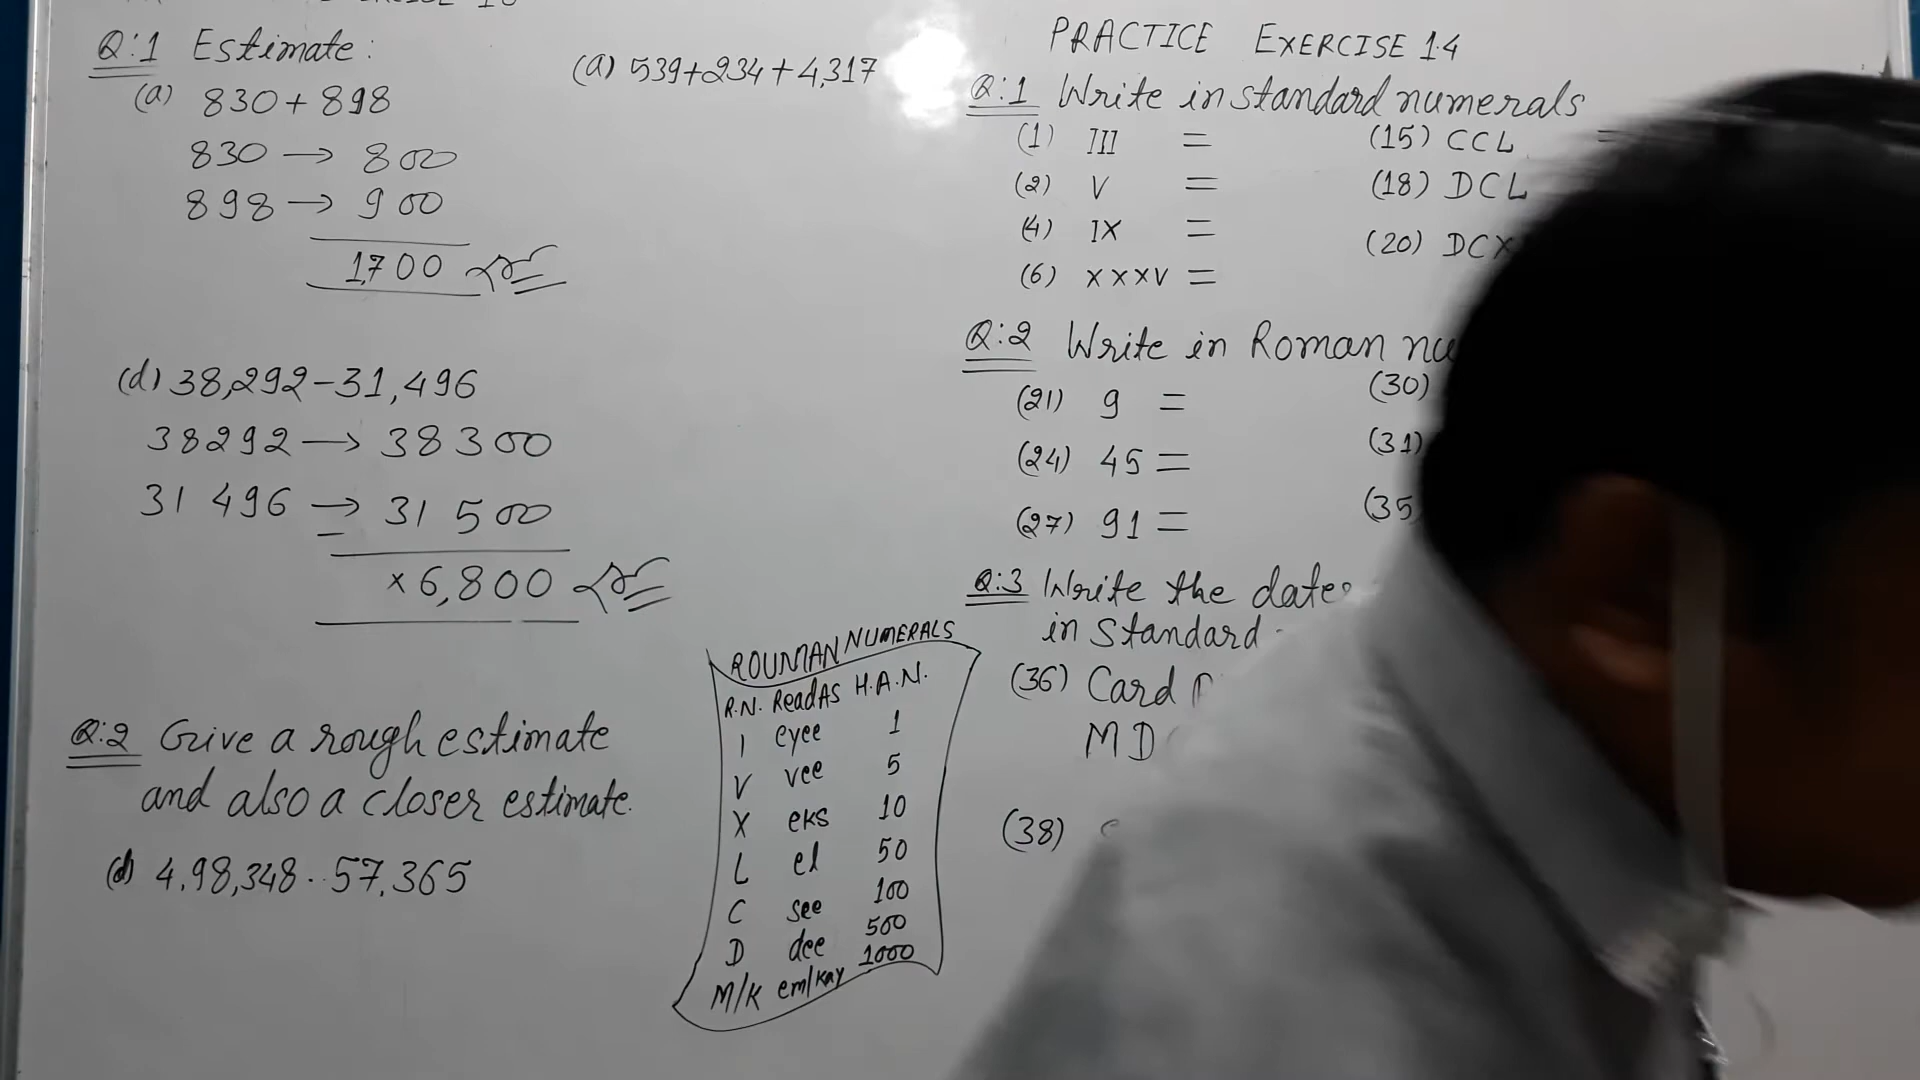 Q:1 Estimate:
(a) 830+898
830 → 800
898 → 900
1,700
(d) 38,292-31,496
38292 → 38300
31496 → 31500
-
×6,800
Q:2 Give a rough estimate
and also a closer estimate.
(d) 4,98,348..57,365
(a) 539+234+4,317
ROUMAN NUMERALS
R.N. Read As H.A.N.
I eyee 1
V vee 5
X eks 10
L el 50
C see 100
D dee 500
M/K em/kay 1000
PRACTICE EXERCISE 1.4
Q:1 Write in standard numerals
(1) III = (15) CCL =
(2) V = (18) DCL
(4) IX = (20) DCX
(6) XXXV =
Q:2 Write in Roman
(21) 9 = (30)
(24) 45 = (31)
(27) 91 = (35
Q:3 Write the dates
in Standard
(36) Card
MD
(38)